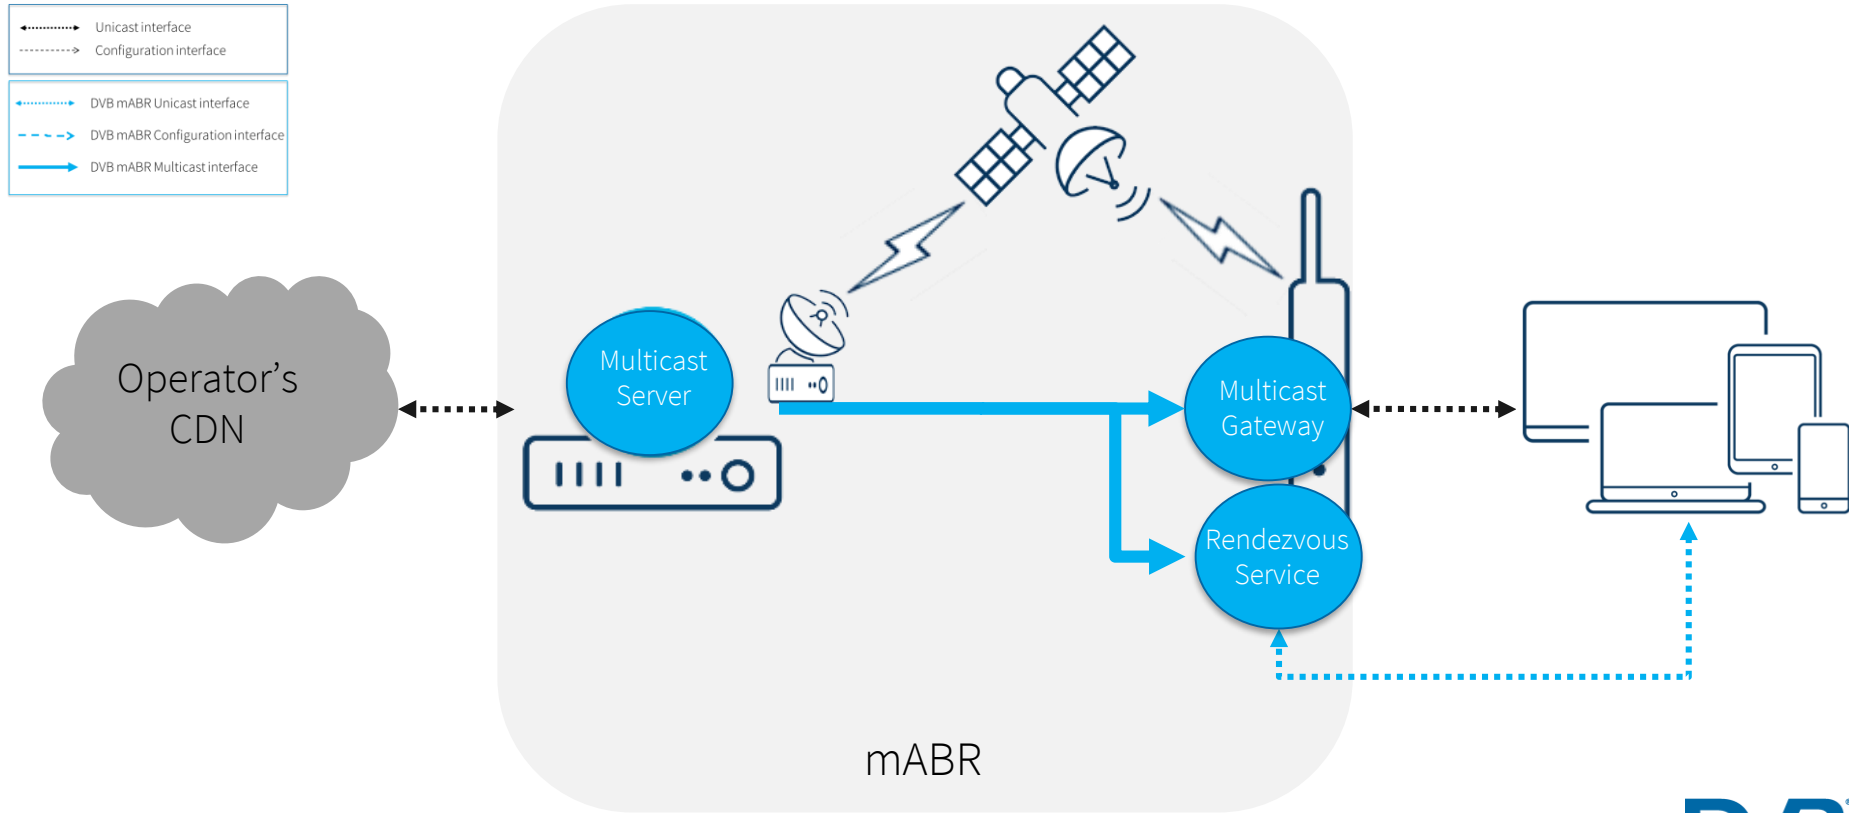 Unicast interface
Configuration interface
DVB mABR Unicast interface
DVB mABR Configuration interface
DVB mABR Multicast interface
Operator's
CDN
Multicast
Server
Multicast
Gateway
Rendezvous
Service
mABR